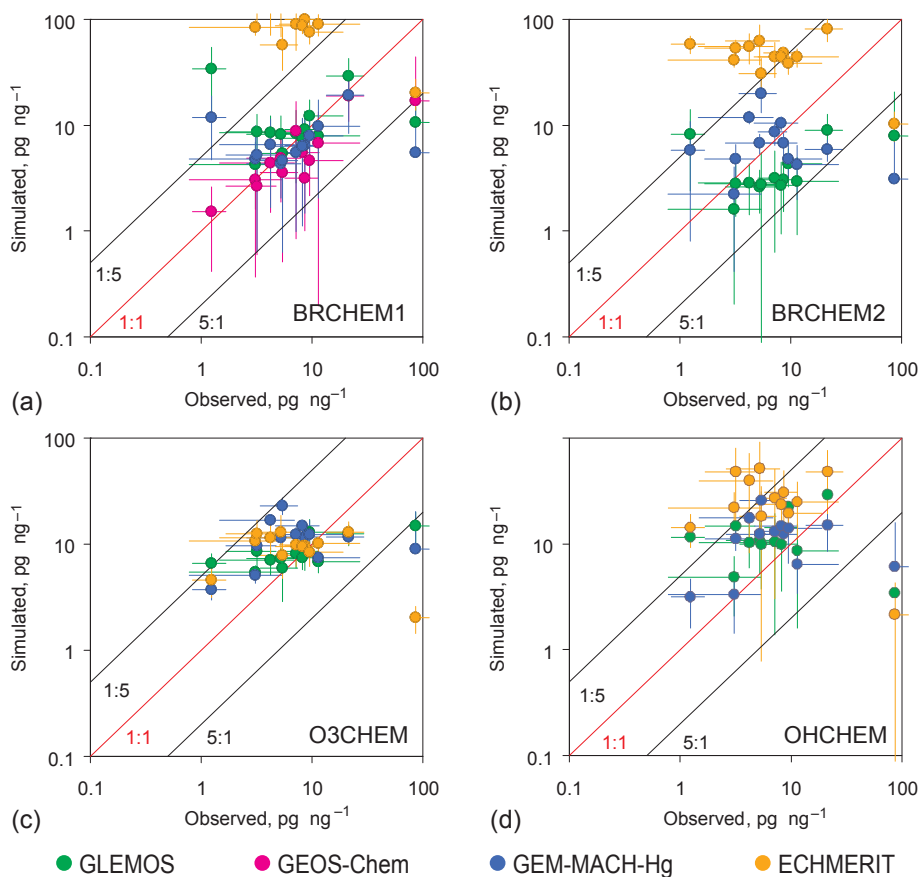 100
10
1
0.1
Simulated, pg ng⁻¹
1:5
1:1
5:1
BRCHEM1
0.1 1 10 100
(a)
Observed, pg ng⁻¹
100
10
1
0.1
Simulated, pg ng⁻¹
1:5
1:1
5:1
BRCHEM2
0.1 1 10 100
(b)
Observed, pg ng⁻¹
100
10
1
0.1
Simulated, pg ng⁻¹
1:5
1:1
5:1
O3CHEM
0.1 1 10 100
(c)
Observed, pg ng⁻¹
100
10
1
0.1
Simulated, pg ng⁻¹
1:5
1:1
5:1
OHCHEM
0.1 1 10 100
(d)
Observed, pg ng⁻¹
GLEMOS GEOS-Chem GEM-MACH-Hg ECHMERIT